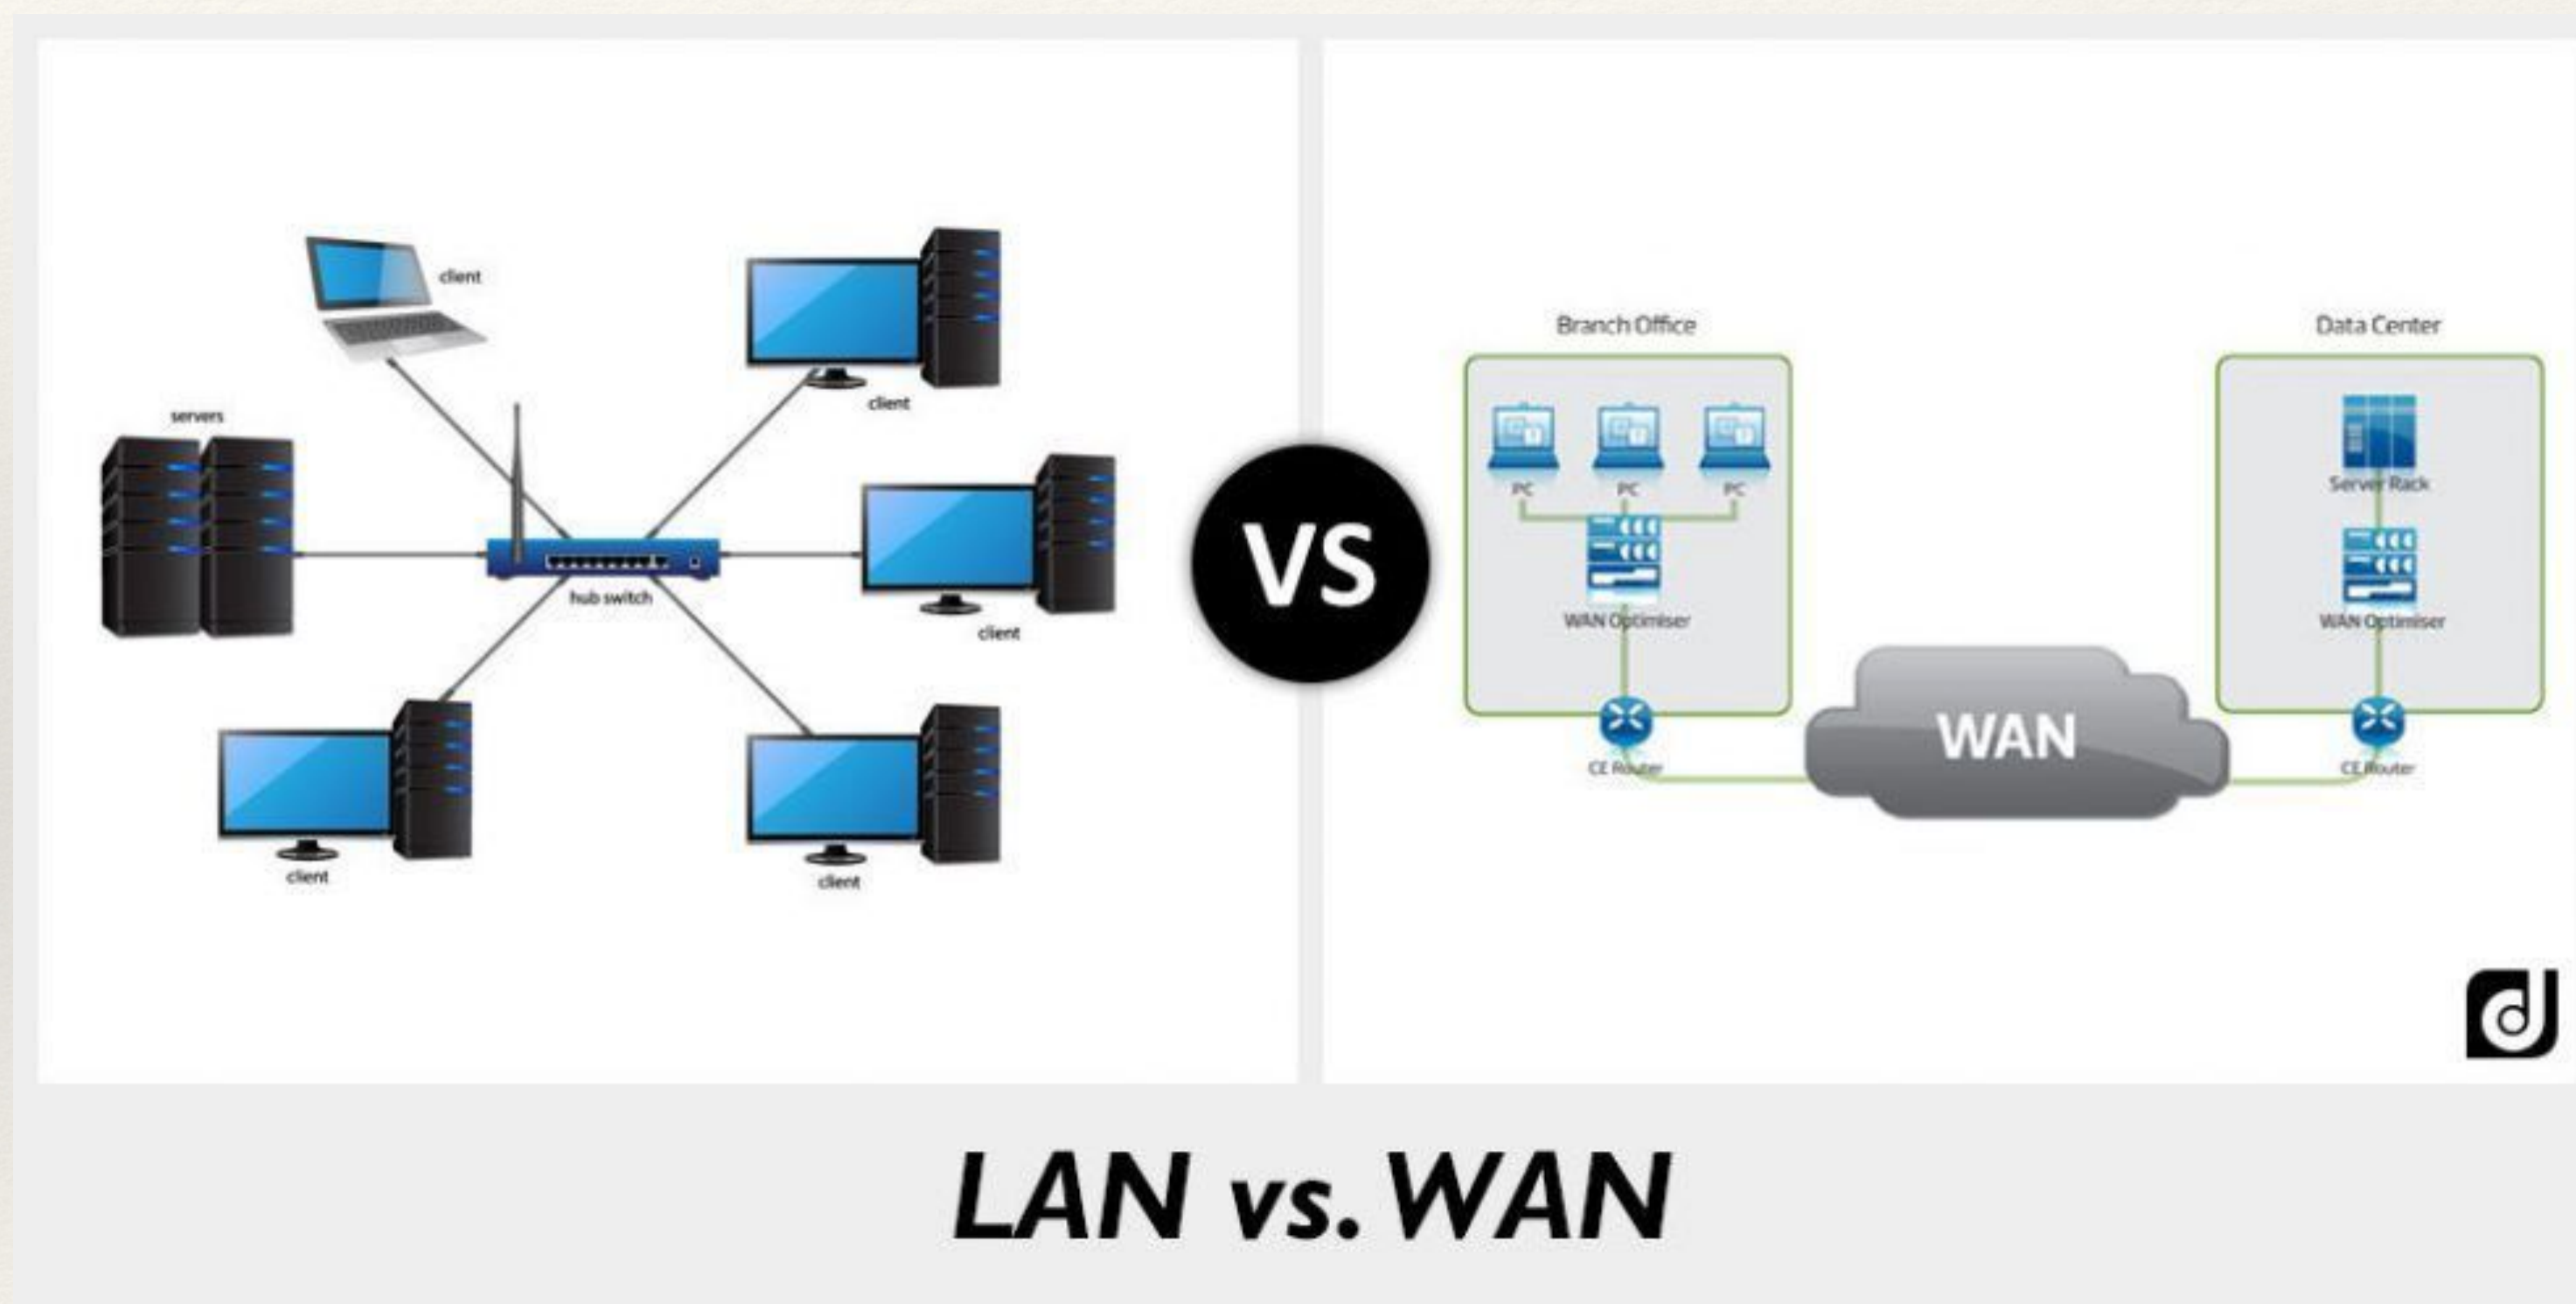 client
client
servers
client
hub switch
client
client
VS
Branch Office
PC
PC
PC
WAN Optimiser
CE Router
WAN
Data Center
Server Rack
WAN Optimiser
CE Router
d
LAN vs. WAN